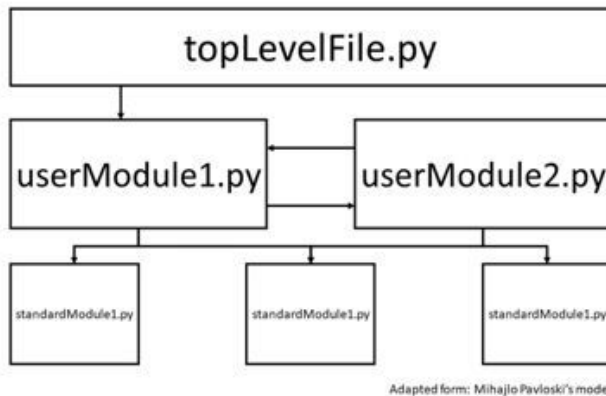 topLevelFile.py
userModule1.py
userModule2.py
standardModule1.py
standardModule1.py
standardModule1.py
Adapted form: Mihajlo Pavloski's mode